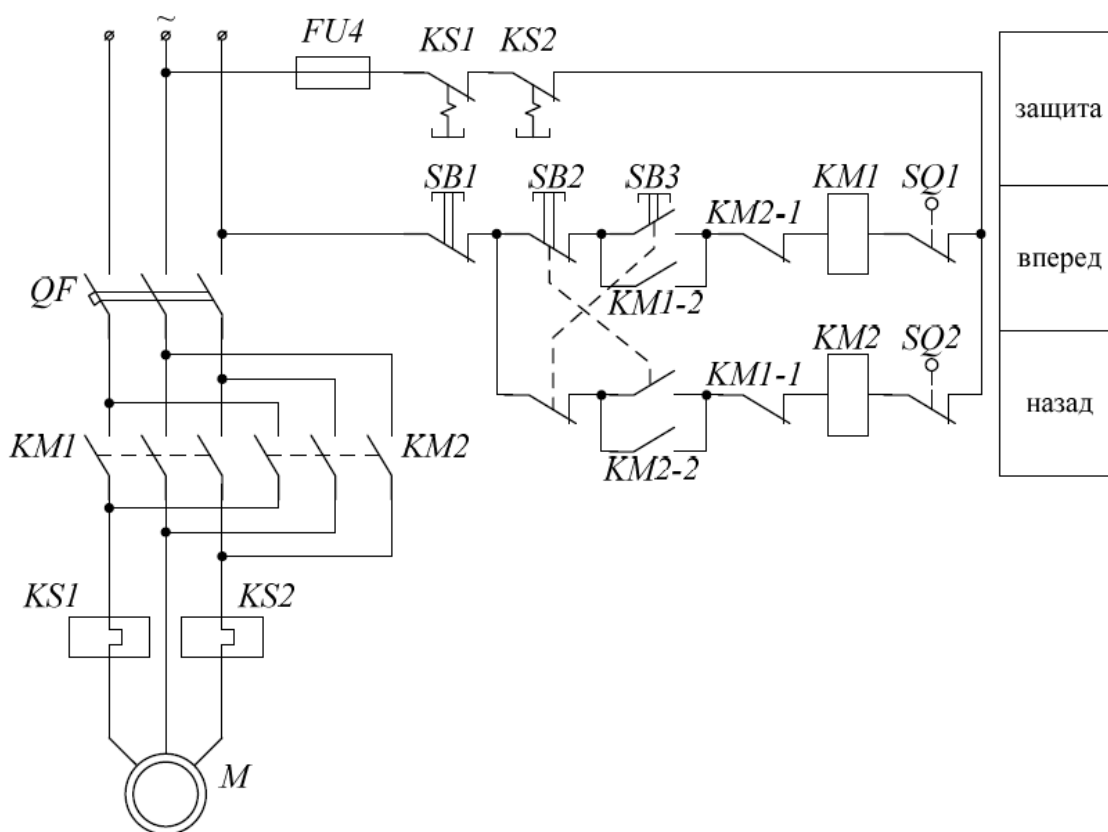 ~
FU4
KS1
KS2
защита
SB1
SB2
SB3
KM2-1
KM1
SQ1
вперед
KM1-2
QF
KM2
SQ2
KM1-1
назад
KM1
KM2
KM2-2
KS1
KS2
M